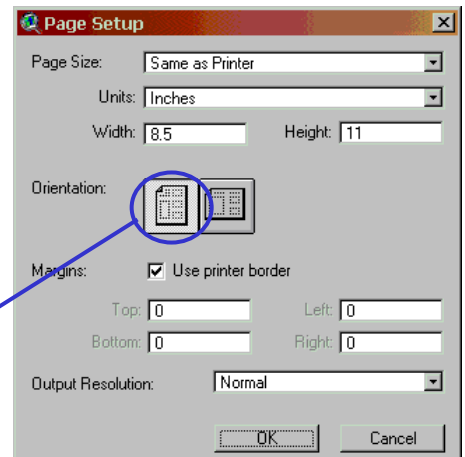 Page Setup
Page Size: Same as Printer
Units: Inches
Width: 8.5 Height: 11
Orientation:
Margins: Use printer border
Top: 0 Left: 0
Bottom: 0 Right: 0
Output Resolution: Normal
OK Cancel